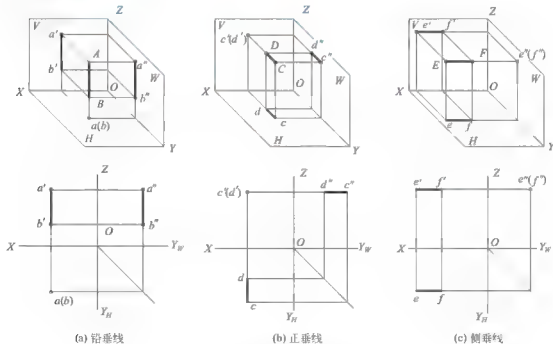 Z
V
a'
A
a"
W
b'
X
B
O
b"
a(b)
H
Y
Z
V
c'(d')
D
d"
C
c"
W
X
O
d
c
H
Y
Z
V
e'
f'
E
F
e"(f")
W
X
O
e
f
H
Y
Z
a'
a"
b'
b"
O
X
Y_W
a(b)
Y_H
Z
c'(d')
d"
c"
O
X
Y_W
d
c
Y_H
Z
e'
f'
e"(f")
O
X
Y_W
e
f
Y_H
(a) 铅垂线
(b) 正垂线
(c) 侧垂线